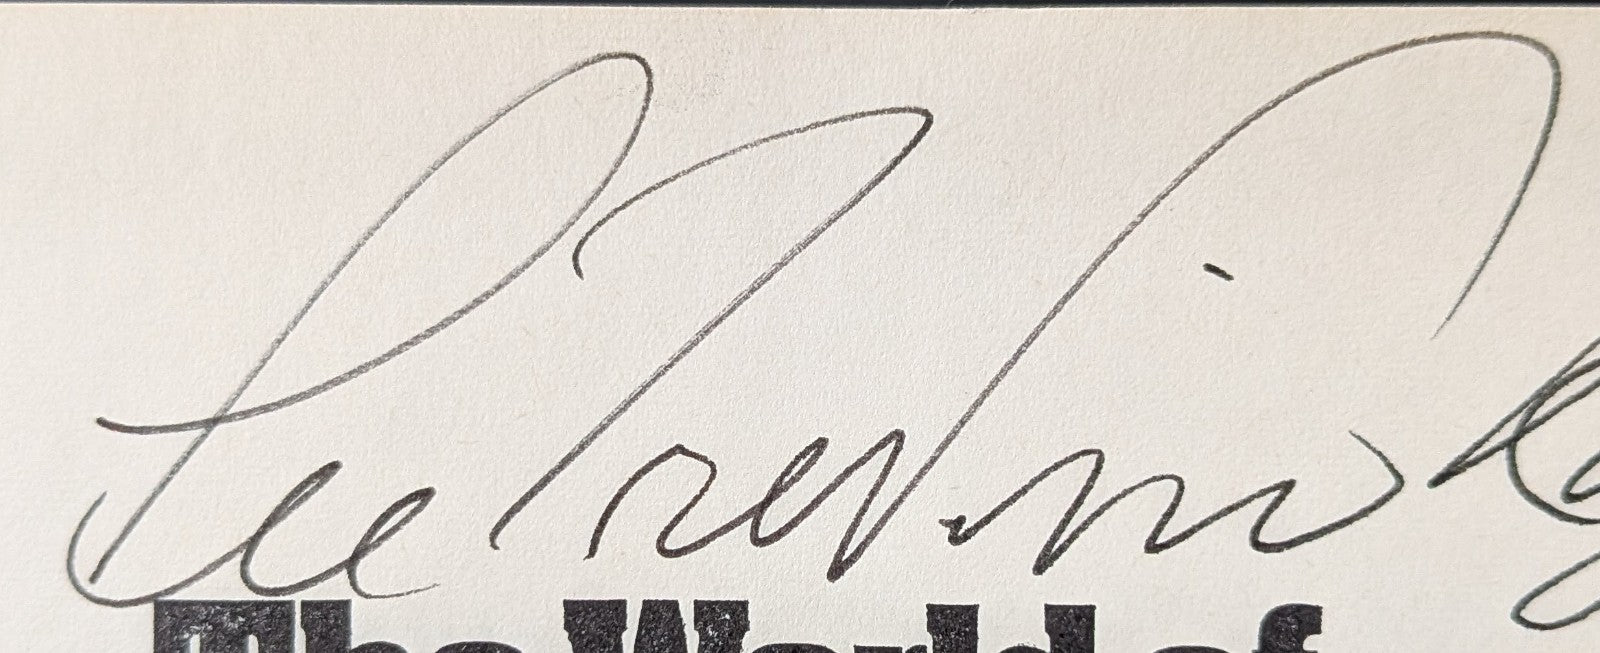 Lee Trevino
The World of